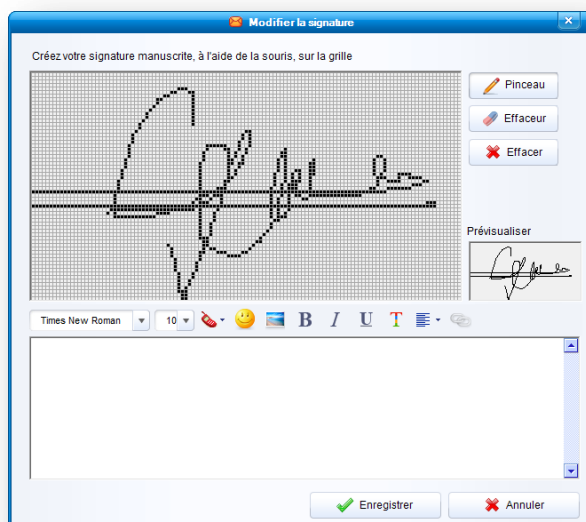 Modifier la signature
Créez votre signature manuscrite, à l'aide de la souris, sur la grille
Pinceau
Effaceur
Effacer
Prévisualiser
Times New Roman 10 B I U T
Enregistrer Annuler